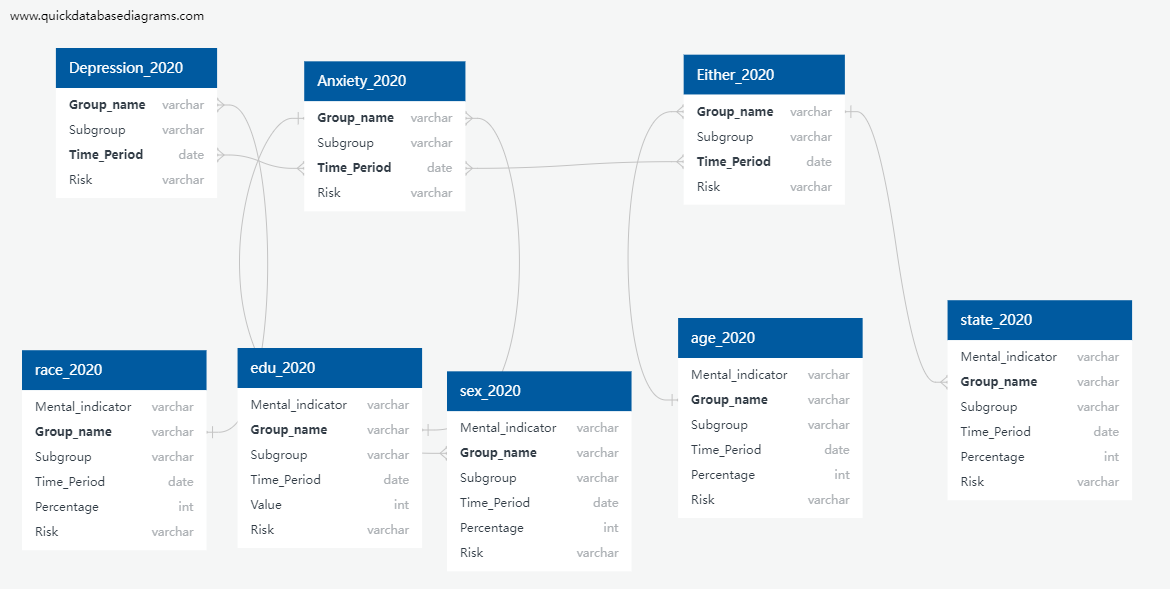 www.quickdatabasediagrams.com
Depression_2020
Group_name varchar
Subgroup varchar
Time_Period date
Risk varchar
Anxiety_2020
Group_name varchar
Subgroup varchar
Time_Period date
Risk varchar
Either_2020
Group_name varchar
Subgroup varchar
Time_Period date
Risk varchar
race_2020
Mental_indicator varchar
Group_name varchar
Subgroup varchar
Time_Period date
Percentage int
Risk varchar
edu_2020
Mental_indicator varchar
Group_name varchar
Subgroup varchar
Time_Period date
Value int
Risk varchar
sex_2020
Mental_indicator varchar
Group_name varchar
Subgroup varchar
Time_Period date
Percentage int
Risk varchar
age_2020
Mental_indicator varchar
Group_name varchar
Subgroup varchar
Time_Period date
Percentage int
Risk varchar
state_2020
Mental_indicator varchar
Group_name varchar
Subgroup varchar
Time_Period date
Percentage int
Risk varchar